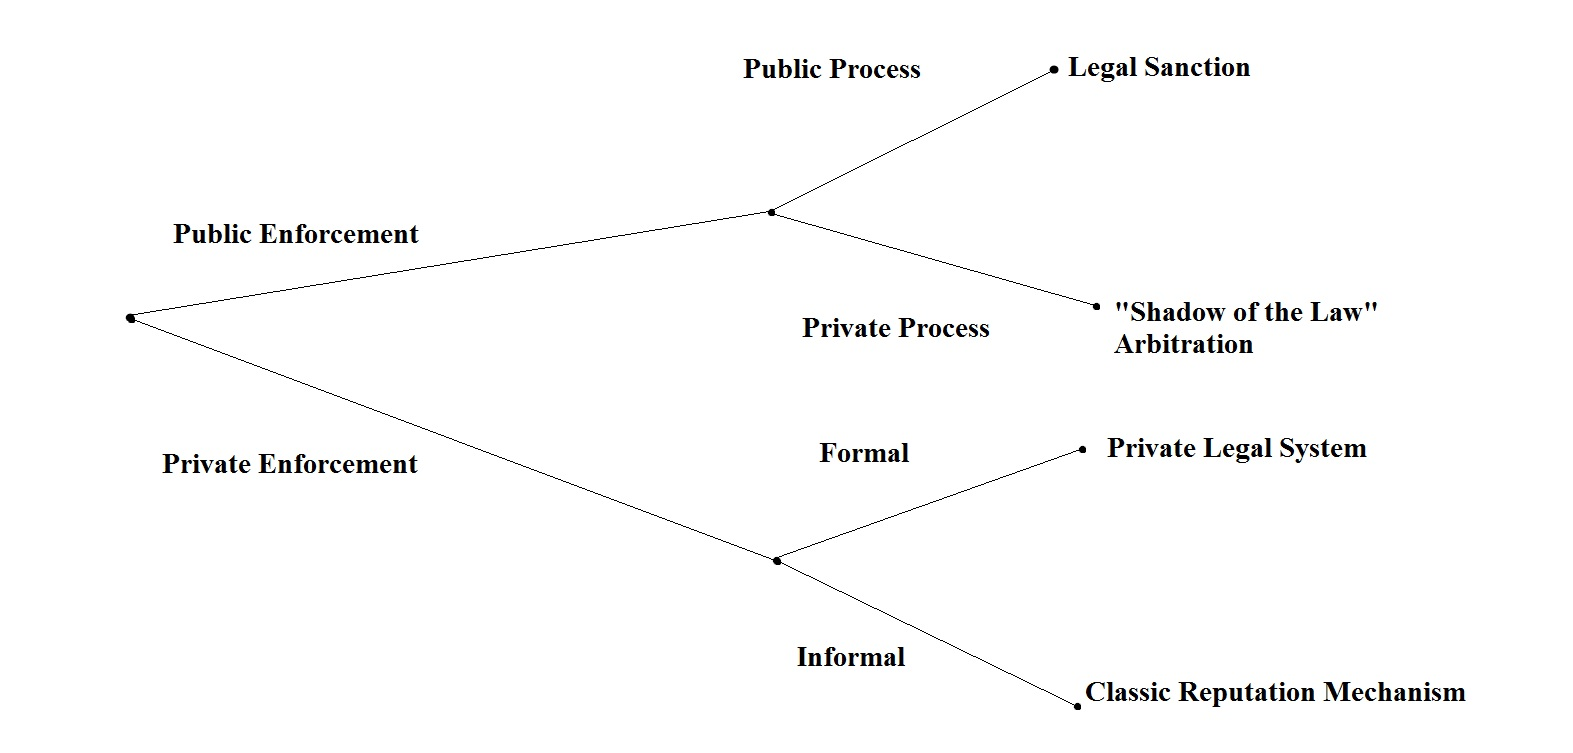 Public Process
Legal Sanction
Public Enforcement
"Shadow of the Law"
Arbitration
Private Process
Formal
Private Legal System
Private Enforcement
Informal
Classic Reputation Mechanism